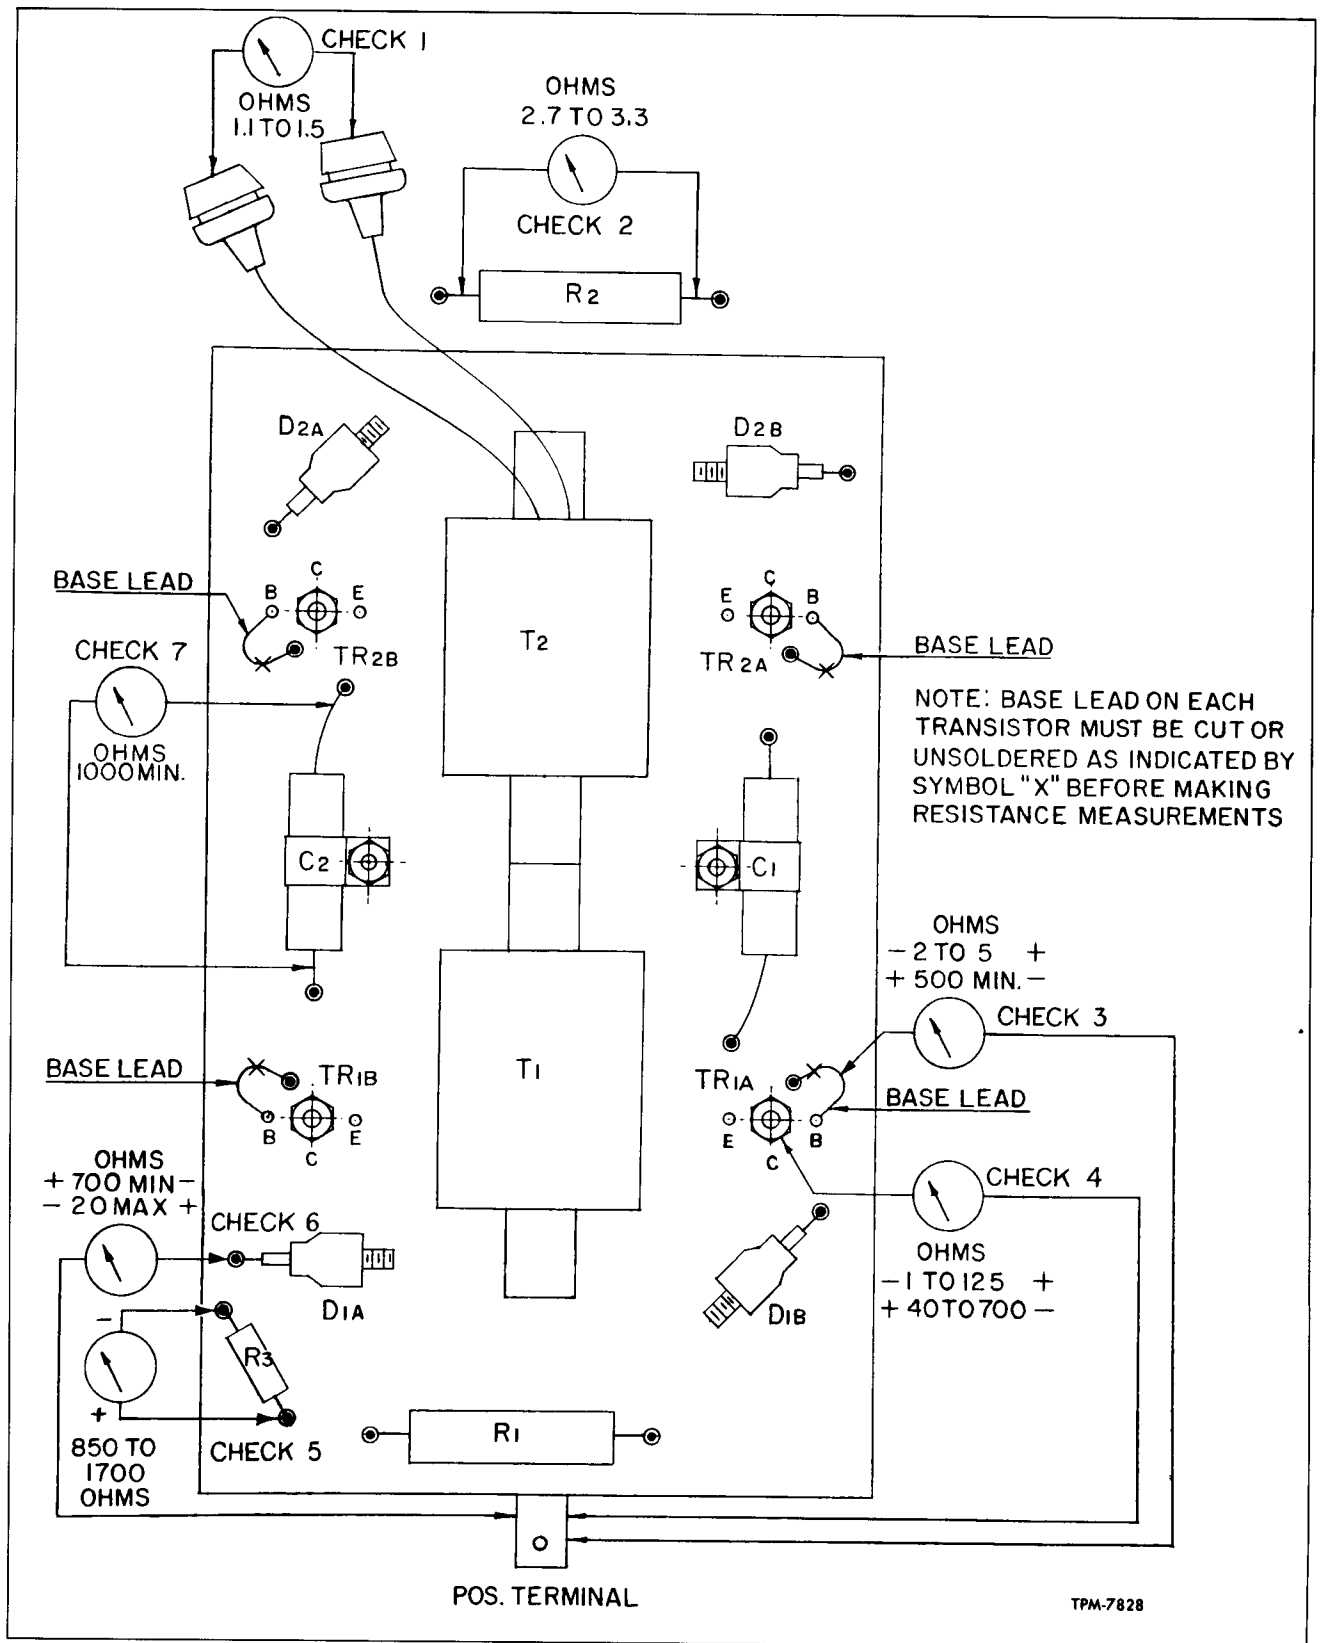 CHECK 1
OHMS
1.1 TO 1.5
OHMS
2.7 TO 3.3
CHECK 2
R2
D2A
D2B
BASE LEAD
C
B
E
TR2B
T2
C
E
B
TR2A
BASE LEAD
CHECK 7
OHMS
1000 MIN.
NOTE: BASE LEAD ON EACH
TRANSISTOR MUST BE CUT OR
UNSOLDERED AS INDICATED BY
SYMBOL "X" BEFORE MAKING
RESISTANCE MEASUREMENTS
C2
C1
OHMS
- 2 TO 5 +
+ 500 MIN. -
CHECK 3
BASE LEAD
TR1B
B
E
C
T1
TR1A
E
B
C
BASE LEAD
OHMS
+ 700 MIN -
- 20 MAX +
CHECK 6
D1A
CHECK 4
OHMS
- 1 TO 125 +
+ 40 TO 700 -
D1B
-
R3
+
850 TO
1700
OHMS
CHECK 5
R1
POS. TERMINAL
TPM-7828